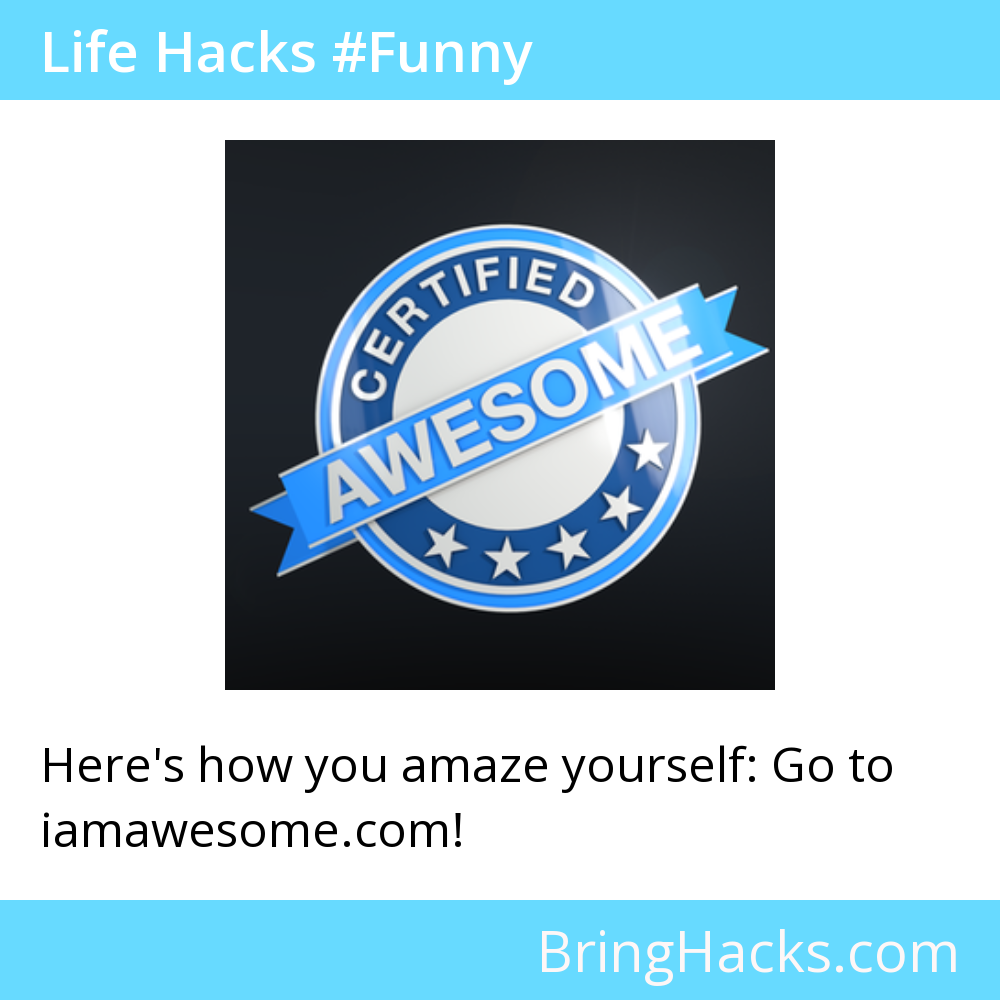 Life Hacks #Funny
CERTIFIED
AWESOME
Here's how you amaze yourself: Go to
iamawesome.com!
BringHacks.com